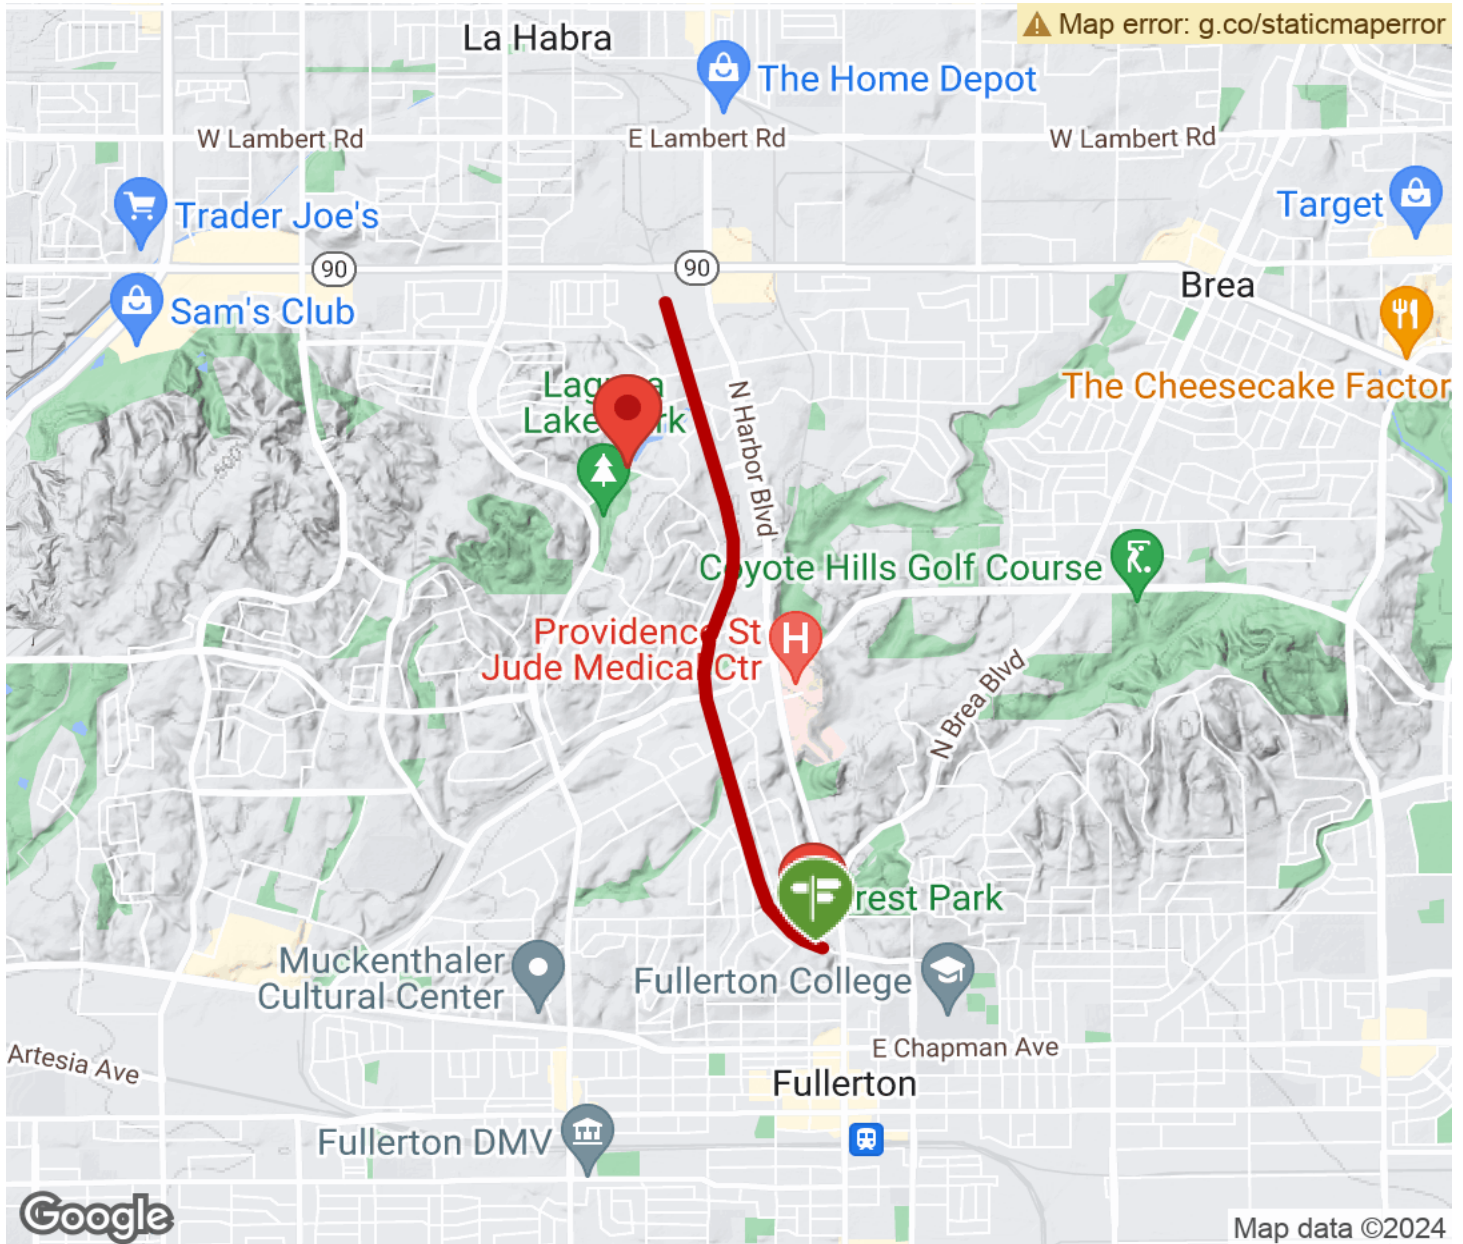 La Habra
Map error: g.co/staticmaperror
The Home Depot
W Lambert Rd
E Lambert Rd
W Lambert Rd
Trader Joe's
Target
90
90
Brea
Sam's Club
N Harbor Blvd
The Cheesecake Factor
Coyote Hills Golf Course
Providence St
Jude Medical Ctr
H
N Brea Blvd
600
rest Park
Muckenthaler
Cultural Center
Fullerton College
Artesia Ave
E Chapman Ave
Fullerton
Fullerton DMV
Google
Map data ©2024